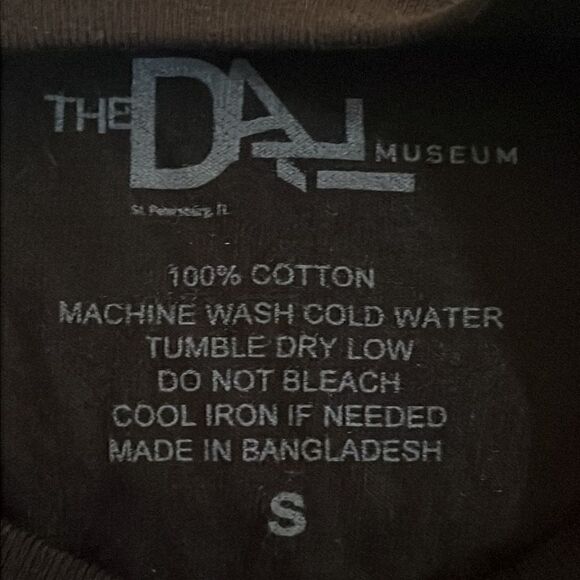 THE DALÍ MUSEUM
St. Petersburg, FL
100% COTTON
MACHINE WASH COLD WATER
TUMBLE DRY LOW
DO NOT BLEACH
COOL IRON IF NEEDED
MADE IN BANGLADESH
S